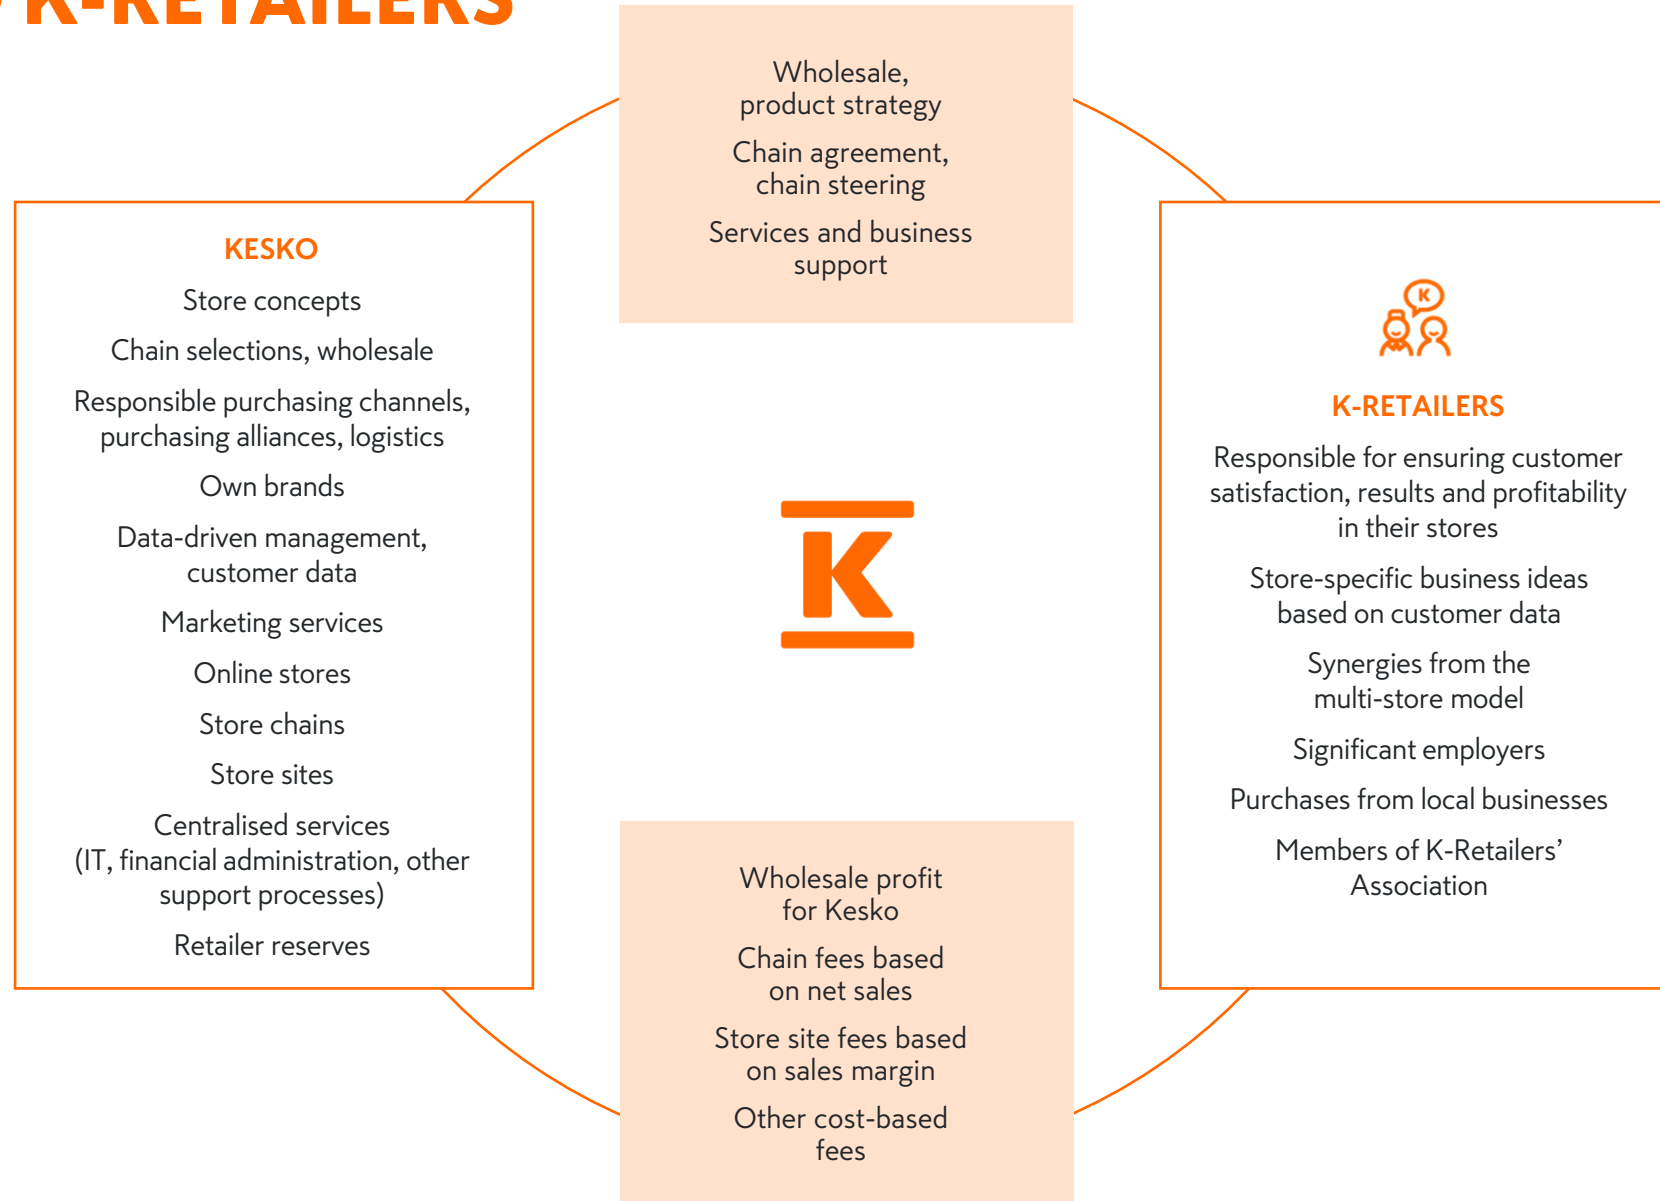 K-RETAILERS
Wholesale,
product strategy
Chain agreement,
chain steering
Services and business
support
KESKO
Store concepts
Chain selections, wholesale
Responsible purchasing channels,
purchasing alliances, logistics
Own brands
Data-driven management,
customer data
Marketing services
Online stores
Store chains
Store sites
Centralised services
(IT, financial administration, other
support processes)
Retailer reserves
K
K
K-RETAILERS
Responsible for ensuring customer
satisfaction, results and profitability
in their stores
Store-specific business ideas
based on customer data
Synergies from the
multi-store model
Significant employers
Purchases from local businesses
Members of K-Retailers’
Association
Wholesale profit
for Kesko
Chain fees based
on net sales
Store site fees based
on sales margin
Other cost-based
fees